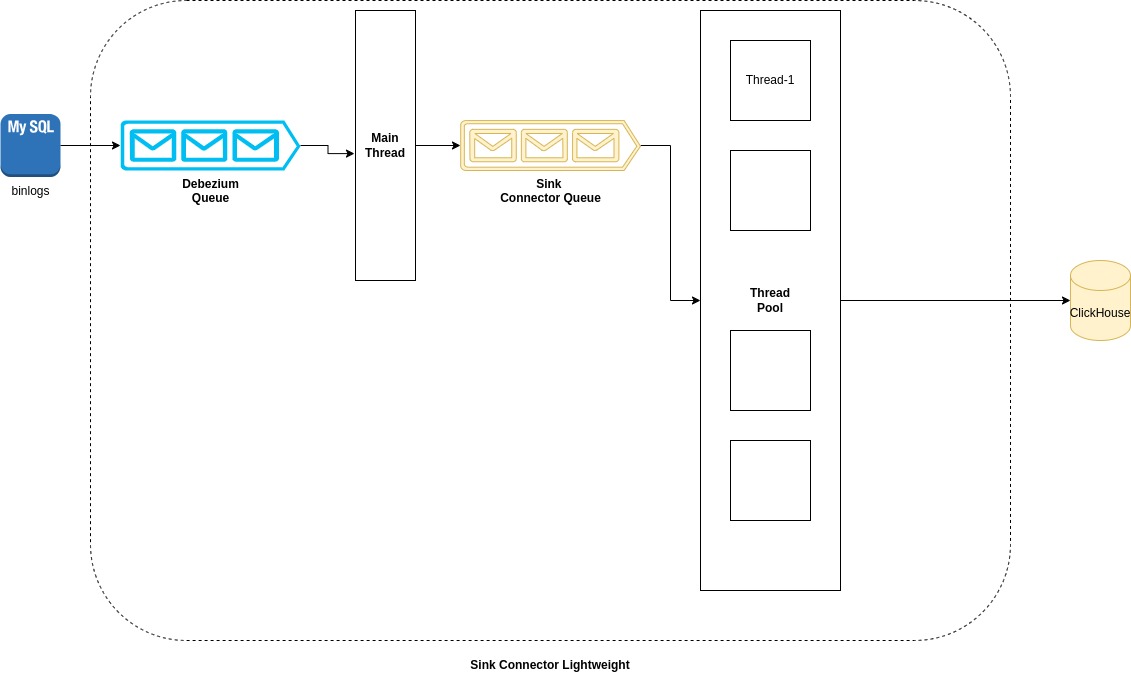 My SQL
binlogs
Debezium
Queue
Main
Thread
Sink
Connector Queue
Thread-1
Thread
Pool
ClickHouse
Sink Connector Lightweight